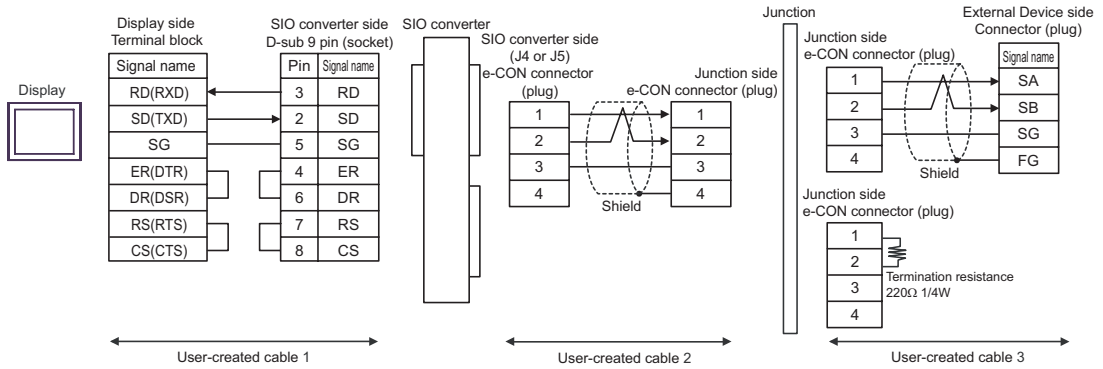 Display
Display side
Terminal block
Signal name
RD(RXD)
SD(TXD)
SG
ER(DTR)
DR(DSR)
RS(RTS)
CS(CTS)
SIO converter side
D-sub 9 pin (socket)
Pin Signal name
3 RD
2 SD
5 SG
4 ER
6 DR
7 RS
8 CS
User-created cable 1
SIO converter
SIO converter side
(J4 or J5)
e-CON connector
(plug)
1
2
3
4
Shield
Junction side
e-CON connector (plug)
1
2
3
4
User-created cable 2
Junction
Junction side
e-CON connector (plug)
1
2
3
4
Shield
External Device side
Connector (plug)
Signal name
SA
SB
SG
FG
Junction side
e-CON connector (plug)
1
2
3
4
Termination resistance
220Ω 1/4W
User-created cable 3